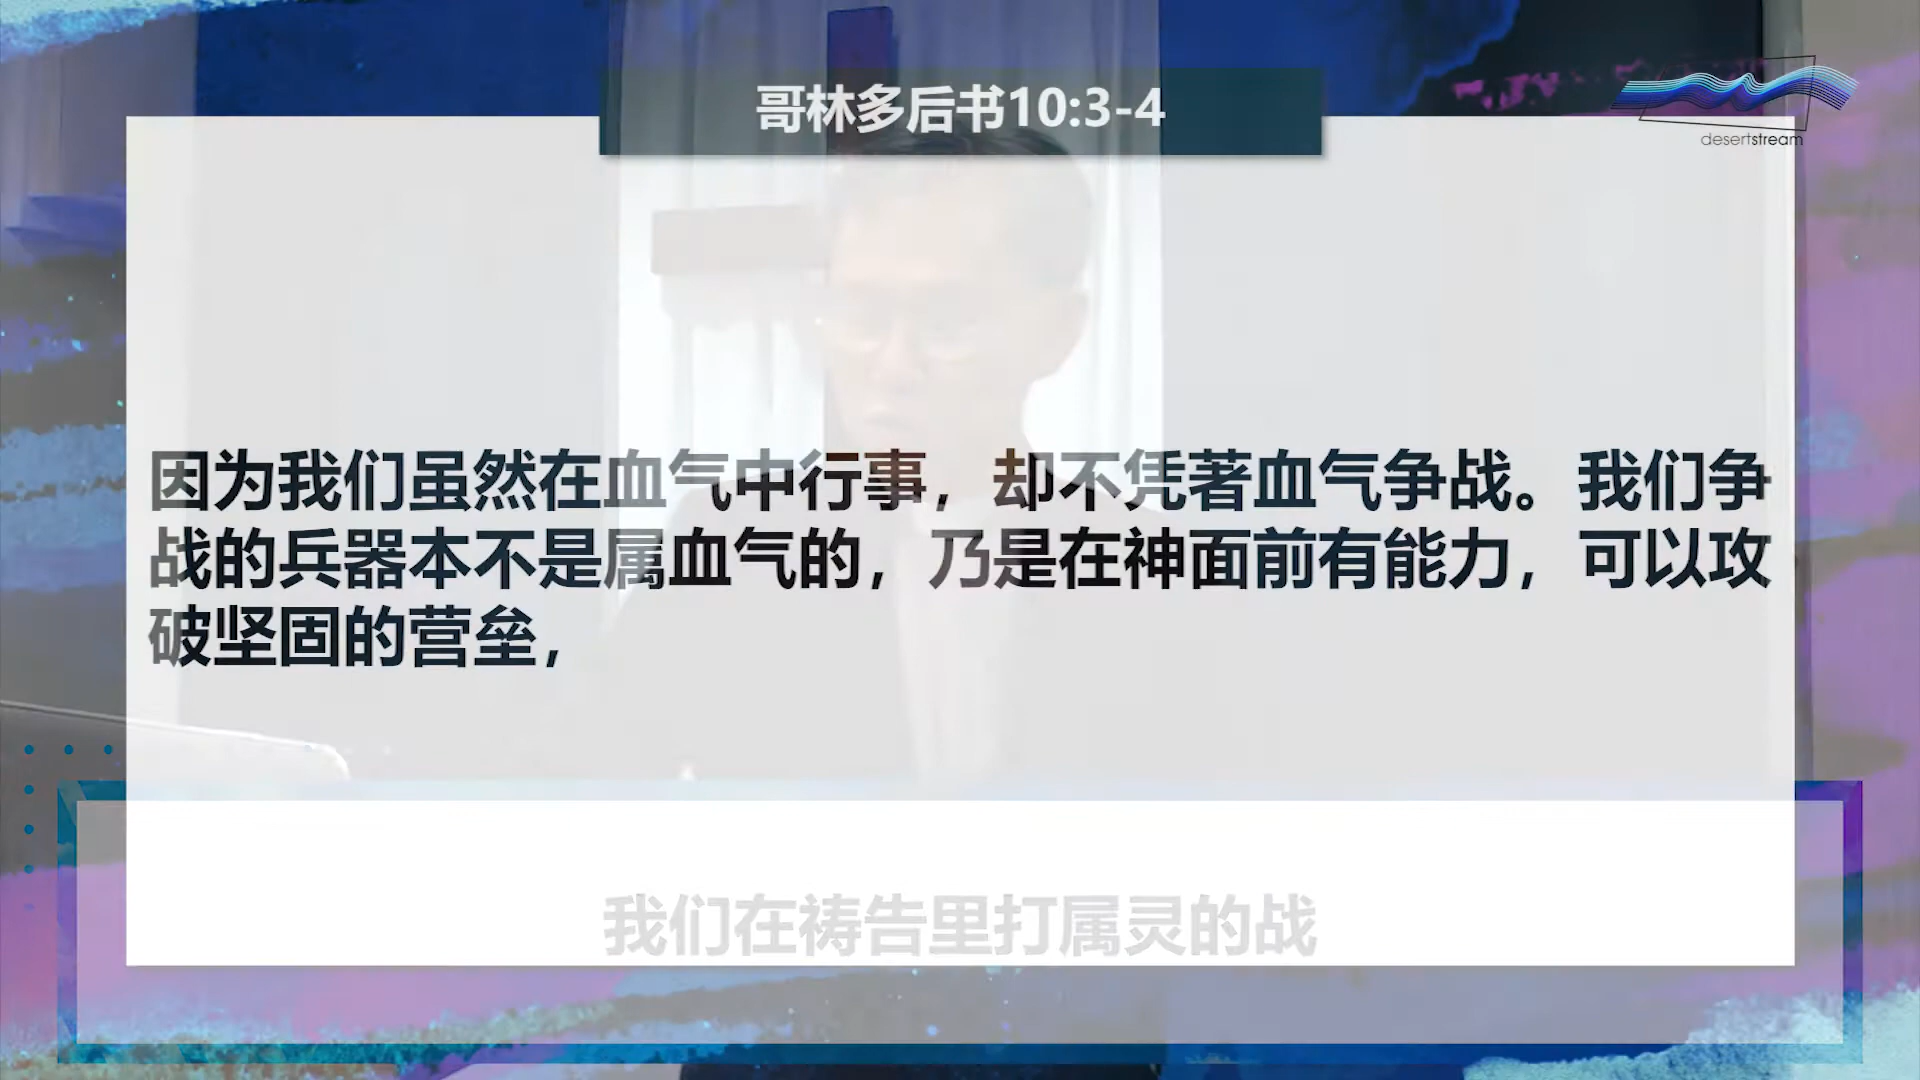 哥林多后书10:3-4
desertstream
因为我们虽然在血气中行事，却不凭著血气争战。我们争
战的兵器本不是属血气的，乃是在神面前有能力，可以攻
破坚固的营垒，
我们在祷告里打属灵的战